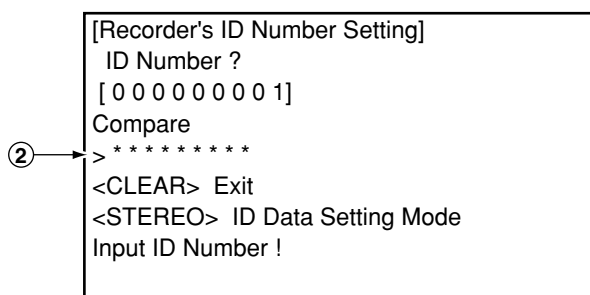 [Recorder's ID Number Setting]
ID Number ?
[ 0 0 0 0 0 0 0 0 1]
Compare
② > * * * * * * * * *
<CLEAR> Exit
<STEREO> ID Data Setting Mode
Input ID Number !